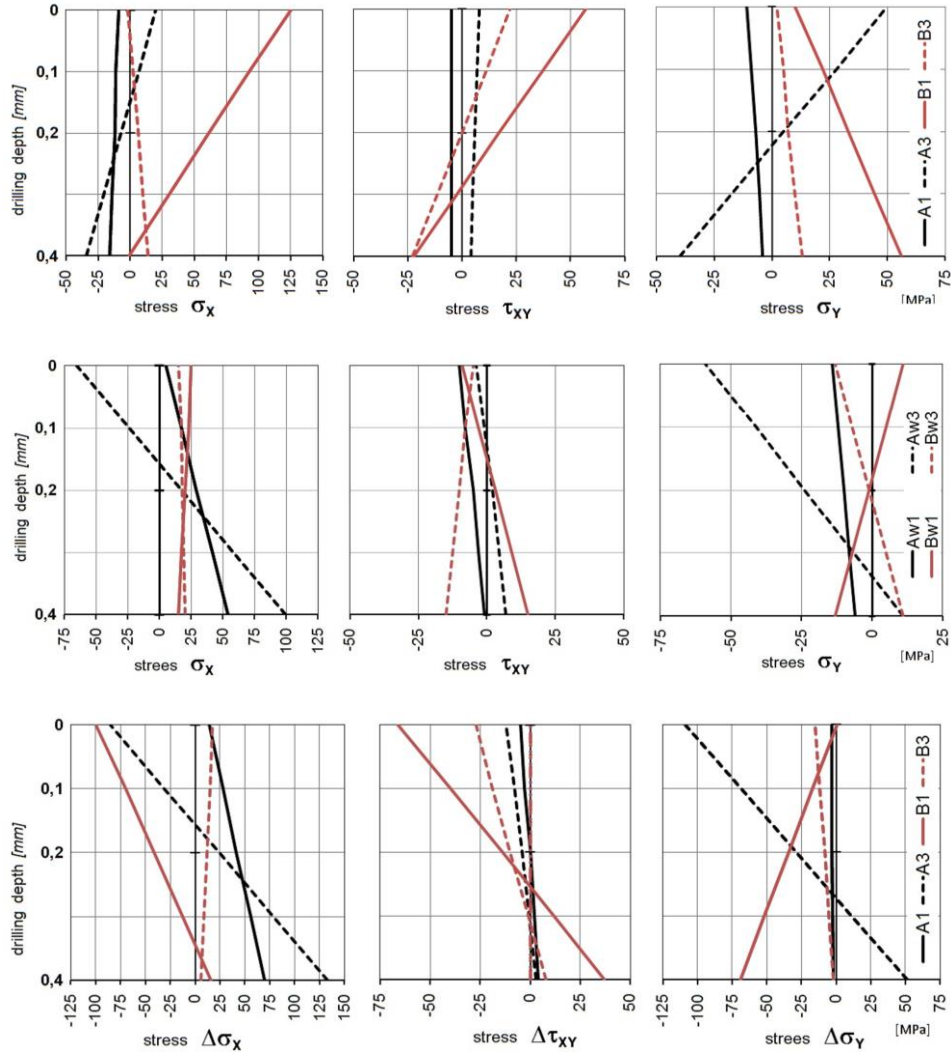 drilling depth [mm]
0
0,1
0,2
0,4
-50
-25
0
25
50
75
100
125
150
stress σX
-50
-25
0
25
50
75
stress τXY
-50
-25
0
25
50
75
stress σY
[MPa]
A1
A3
B1
B3
drilling depth [mm]
0
0,1
0,2
0,4
-75
-50
-25
0
25
50
75
100
125
strees σX
-50
-25
0
25
50
strees τXY
-75
-50
-25
0
25
strees σY
[MPa]
Aw1
Aw3
Bw1
Bw3
drilling depth [mm]
0
0,1
0,2
0,4
-125
-100
-75
-50
-25
0
25
50
75
100
125
150
stress ΔσX
-75
-50
-25
0
25
50
stress ΔτXY
-125
-100
-75
-50
-25
0
25
50
75
strees ΔσY
[MPa]
A1
A3
B1
B3